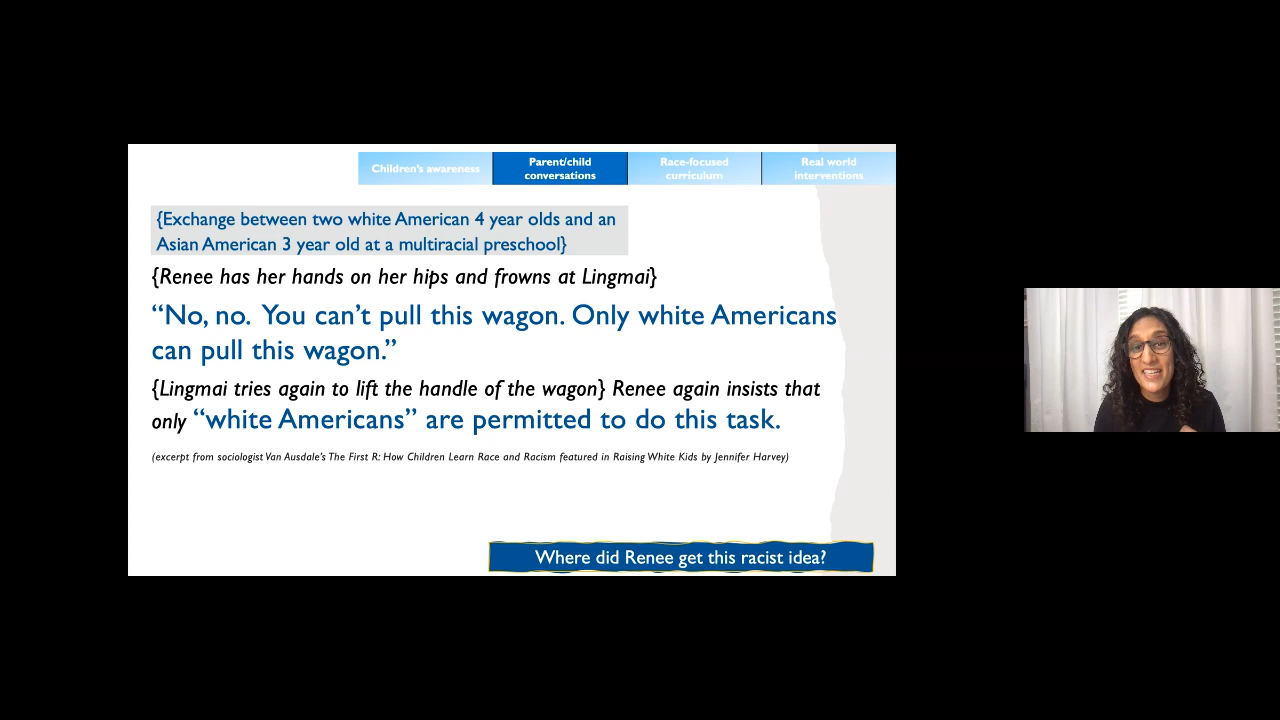 Children's awareness
Parent/child
conversations
Race-focused
curriculum
Real world
interventions
{Exchange between two white American 4 year olds and an
Asian American 3 year old at a multiracial preschool}
{Renee has her hands on her hips and frowns at Lingmai}
“No, no. You can’t pull this wagon. Only white Americans
can pull this wagon.”
{Lingmai tries again to lift the handle of the wagon} Renee again insists that
only “white Americans” are permitted to do this task.
(excerpt from sociologist Van Ausdale's The First R: How Children Learn Race and Racism featured in Raising White Kids by Jennifer Harvey)
Where did Renee get this racist idea?